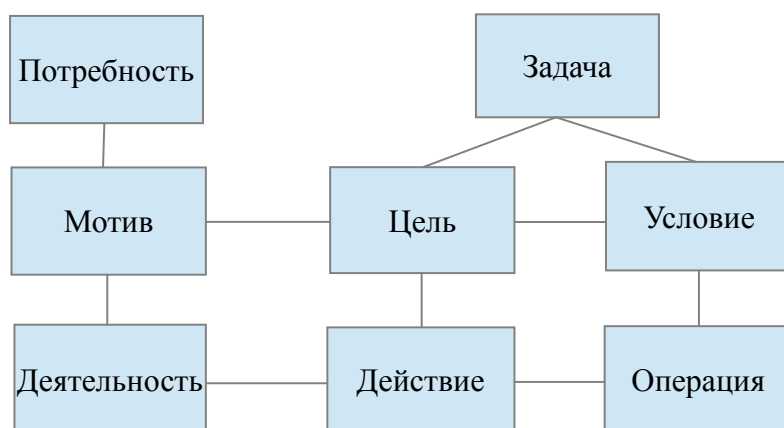 Потребность
Задача
Мотив
Цель
Условие
Деятельность
Действие
Операция